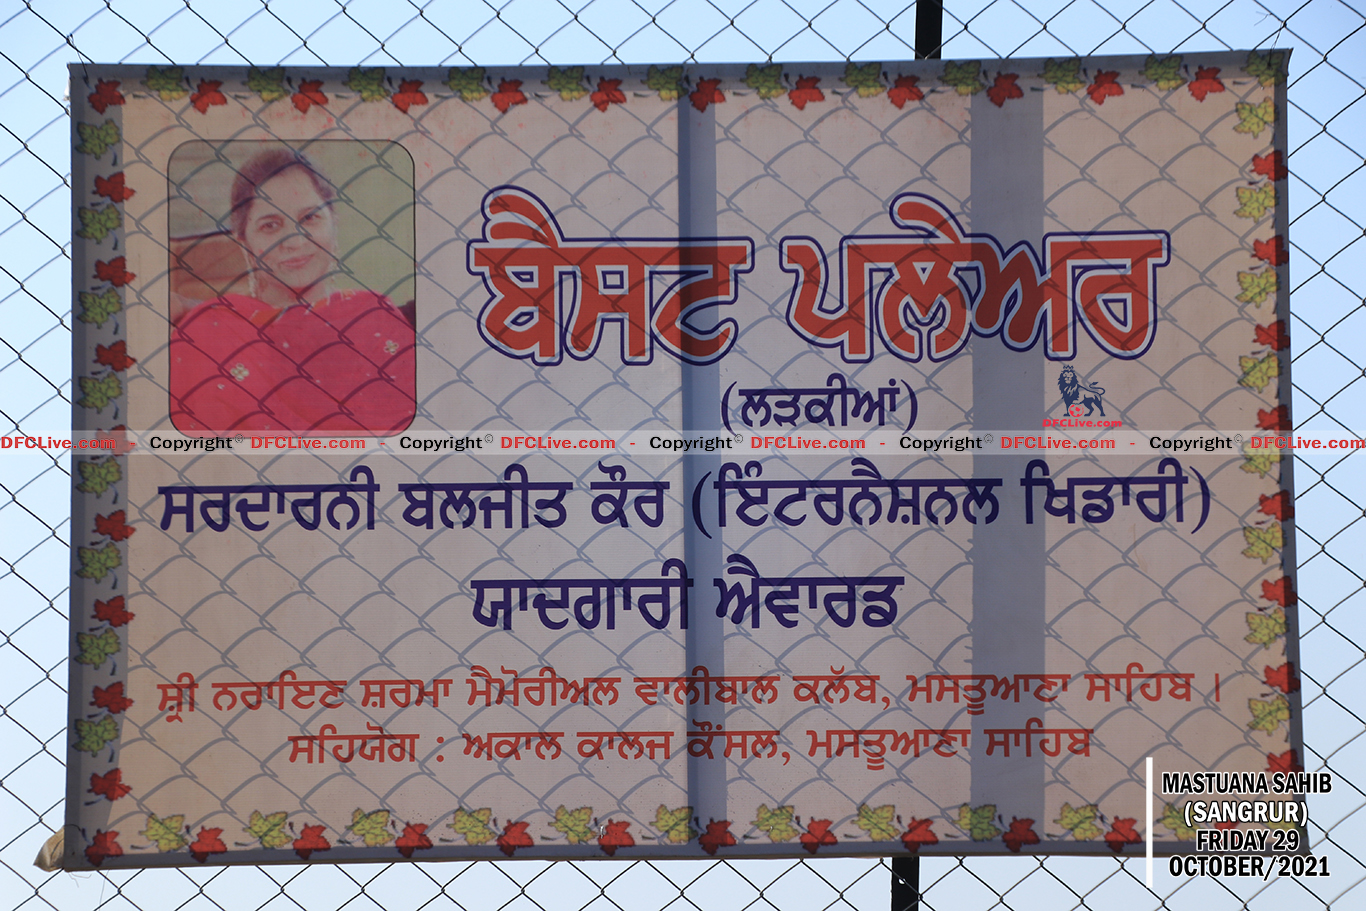 ਬੈਸਟ ਪਲੇਅਰ
(ਲੜਕੀਆਂ)
DFCLive.com
DFCLive.com - Copyright© DFCLive.com - Copyright© DFCLive.com - Copyright© DFCLive.com - Copyright© DFCLive.com - Copyright© DFCLive.com
ਸਰਦਾਰਨੀ ਬਲਜੀਤ ਕੌਰ (ਇੰਟਰਨੈਸ਼ਨਲ ਖਿਡਾਰੀ)
ਯਾਦਗਾਰੀ ਐਵਾਰਡ
ਸ਼੍ਰੀ ਨਰਾਇਣ ਸ਼ਰਮਾ ਮੈਮੋਰੀਅਲ ਵਾਲੀਬਾਲ ਕਲੱਬ, ਮਸਤੂਆਣਾ ਸਾਹਿਬ ।
ਸਹਿਯੋਗ : ਅਕਾਲ ਕਾਲਜ ਕੌਂਸਲ, ਮਸਤੂਆਣਾ ਸਾਹਿਬ
MASTUANA SAHIB
(SANGRUR)
FRIDAY 29
OCTOBER/2021